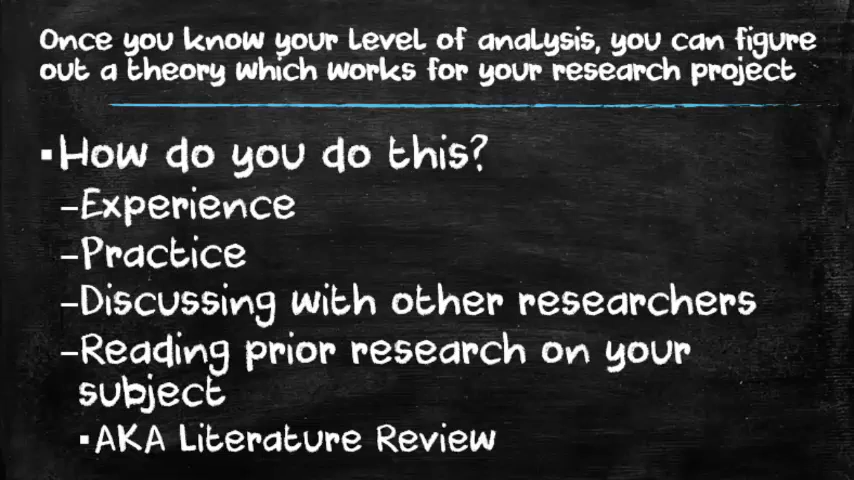 Once you know your level of analysis, you can figure
out a theory which works for your research project
▪How do you do this?
–Experience
–Practice
–Discussing with other researchers
–Reading prior research on your
subject
▪AKA Literature Review